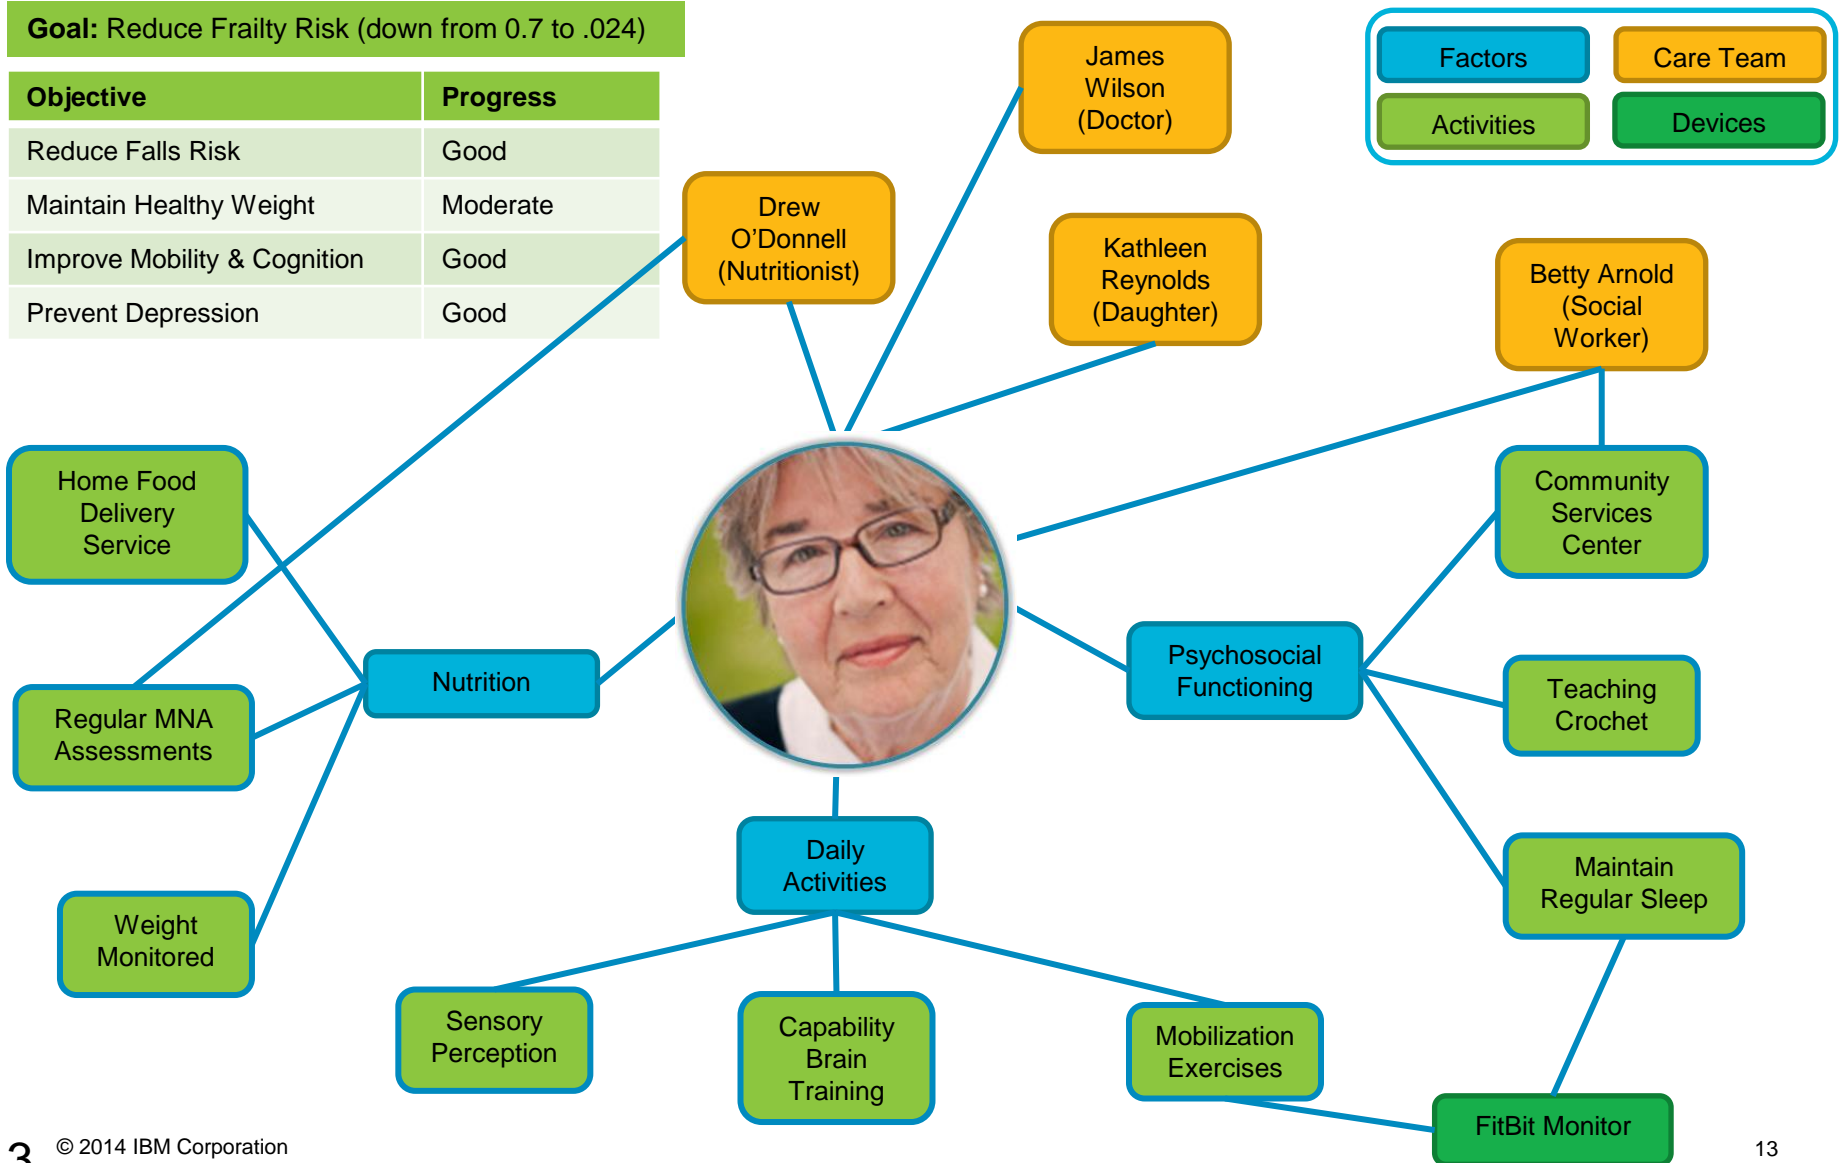 Goal: Reduce Frailty Risk (down from 0.7 to .024)
Objective Progress
Reduce Falls Risk Good
Maintain Healthy Weight Moderate
Improve Mobility & Cognition Good
Prevent Depression Good
James
Wilson
(Doctor)
Factors
Care Team
Activities
Devices
Drew
O’Donnell
(Nutritionist)
Kathleen
Reynolds
(Daughter)
Betty Arnold
(Social
Worker)
Home Food
Delivery
Service
Community
Services
Center
Nutrition
Psychosocial
Functioning
Regular MNA
Assessments
Teaching
Crochet
Daily
Activities
Maintain
Regular Sleep
Weight
Monitored
Sensory
Perception
Capability
Brain
Training
Mobilization
Exercises
FitBit Monitor
3 © 2014 IBM Corporation
13